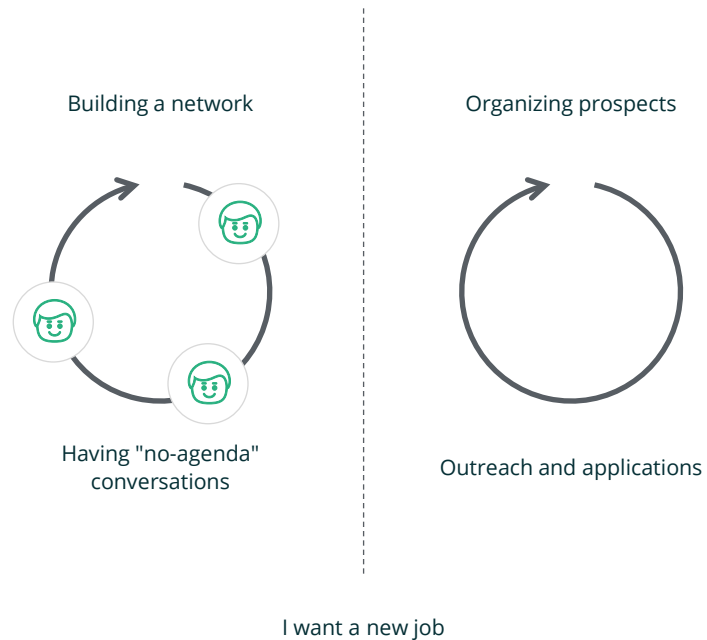 Building a network
Organizing prospects
Having "no-agenda"
conversations
Outreach and applications
I want a new job